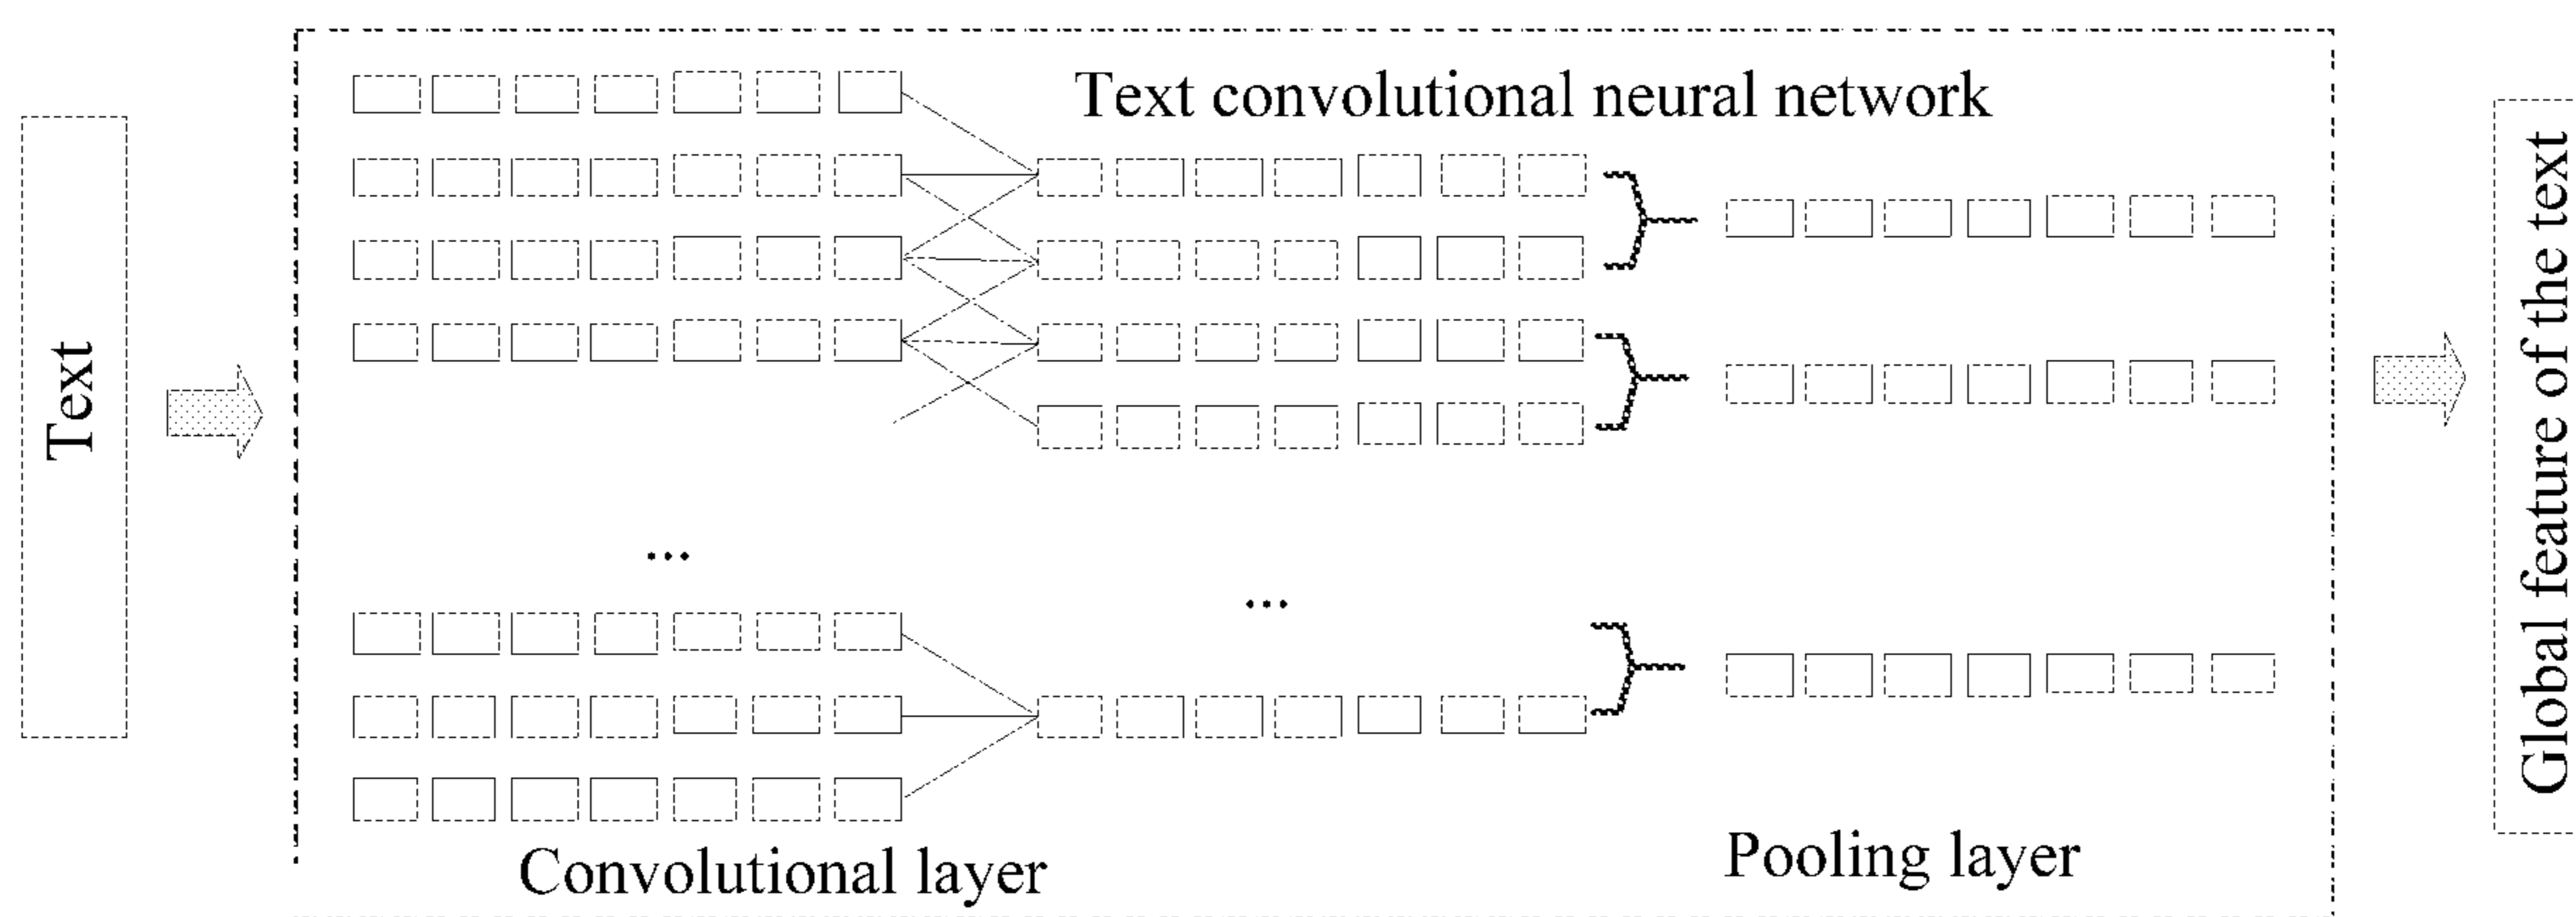 Text
Text convolutional neural network
...
...
Convolutional layer
Pooling layer
Global feature of the text